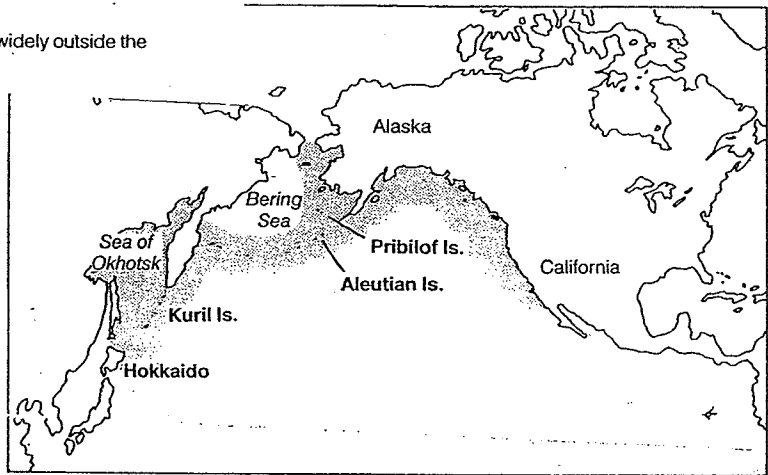 widely outside the
Alaska
Bering
Sea
Sea of
Okhotsk
Pribilof Is.
California
Aleutian Is.
Kuril Is.
Hokkaido